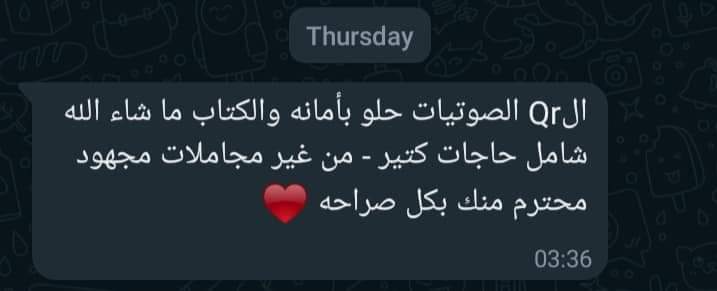 Thursday
الQr الصوتيات حلو بأمانه والكتاب ما شاء الله
شامل حاجات كتير - من غير مجاملات مجهود
محترم منك بكل صراحه ❤️
03:36